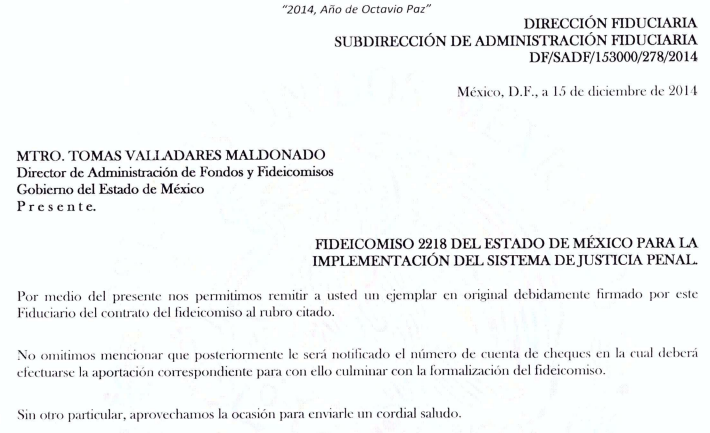 "2014, Año de Octavio Paz"
DIRECCIÓN FIDUCIARIA
SUBDIRECCIÓN DE ADMINISTRACIÓN FIDUCIARIA
DF/SADF/153000/278/2014
México, D.F., a 15 de diciembre de 2014
MTRO. TOMAS VALLADARES MALDONADO
Director de Administración de Fondos y Fideicomisos
Gobierno del Estado de México
P r e s e n t e.
FIDEICOMISO 2218 DEL ESTADO DE MÉXICO PARA LA
IMPLEMENTACIÓN DEL SISTEMA DE JUSTICIA PENAL.
Por medio del presente nos permitimos remitir a usted un ejemplar en original debidamente firmado por este
Fiduciario del contrato del fideicomiso al rubro citado.
No omitimos mencionar que posteriormente le será notificado el número de cuenta de cheques en la cual deberá
efectuarse la aportación correspondiente para con ello culminar con la formalización del fideicomiso.
Sin otro particular, aprovechamos la ocasión para enviarle un cordial saludo.